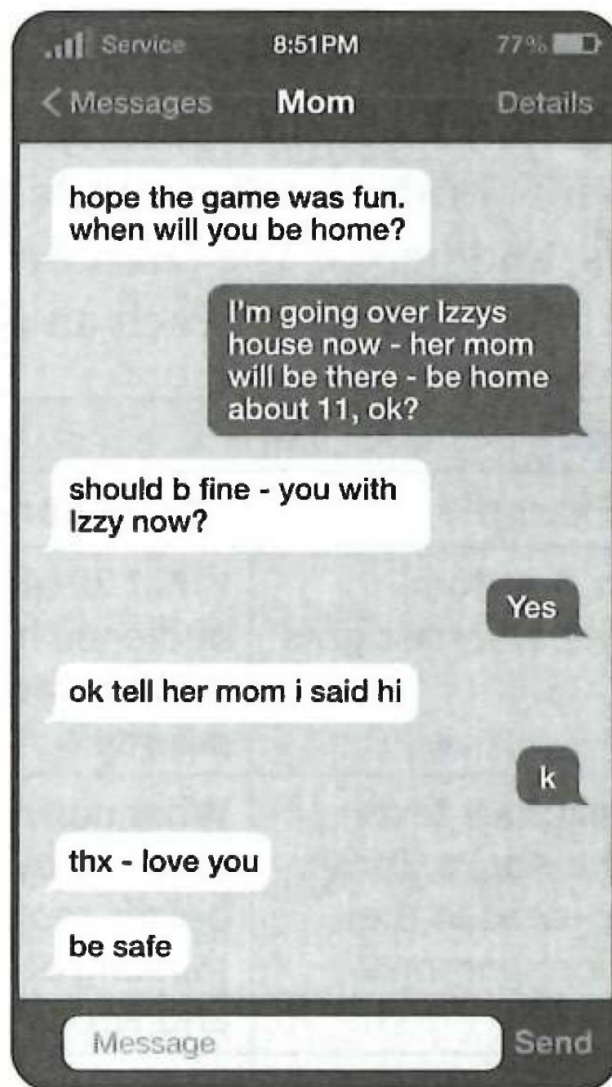 Service 8:51PM 77%
< Messages Mom Details
hope the game was fun.
when will you be home?
I'm going over Izzys
house now - her mom
will be there - be home
about 11, ok?
should b fine - you with
Izzy now?
Yes
ok tell her mom i said hi
k
thx - love you
be safe
Message Send